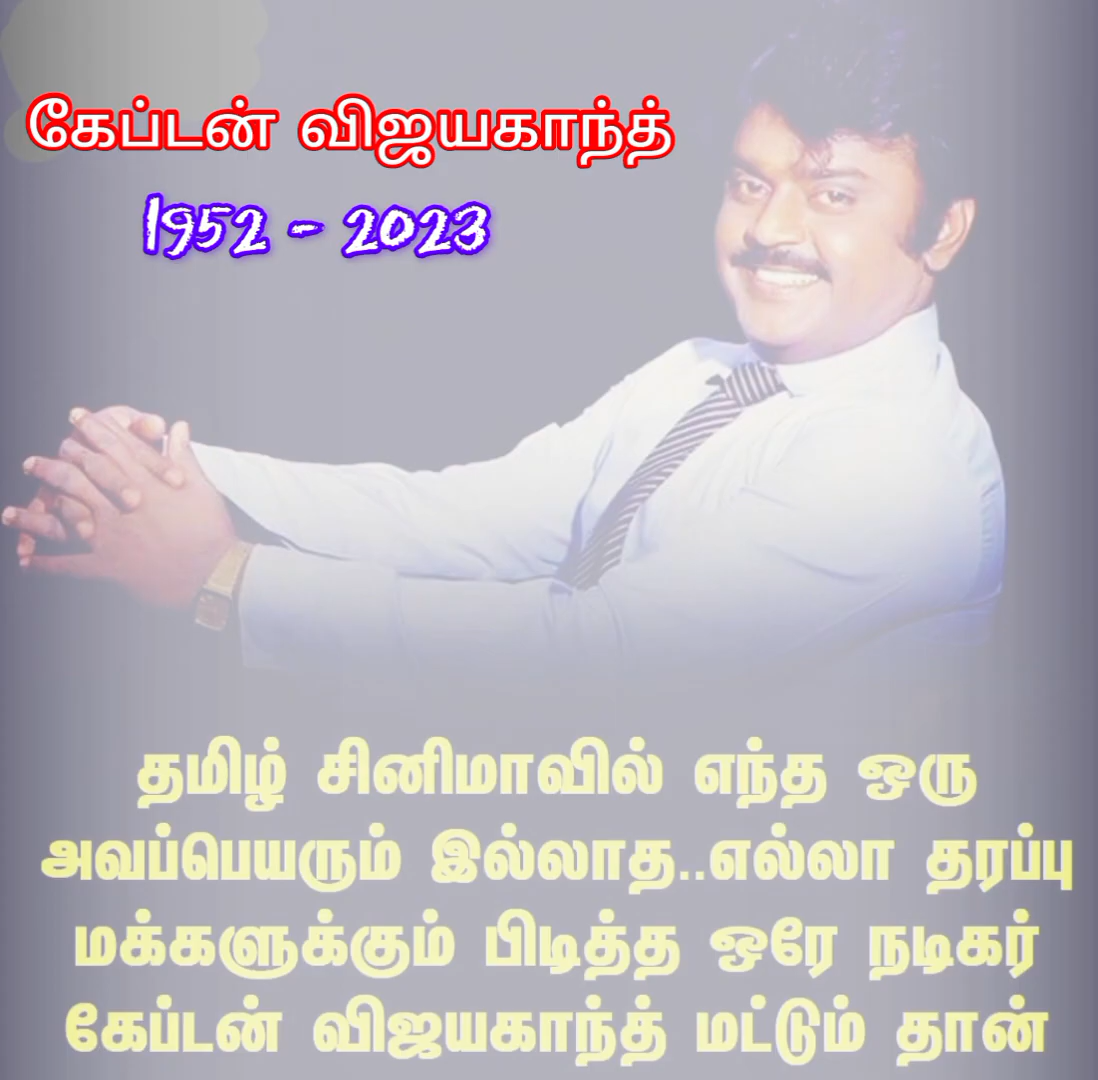 கேப்டன் விஜயகாந்த்
1952 - 2023
தமிழ் சினிமாவில் எந்த ஒரு
அவப்பெயரும் இல்லாத..எல்லா தரப்பு
மக்களுக்கும் பிடித்த ஒரே நடிகர்
கேப்டன் விஜயகாந்த் மட்டும் தான்